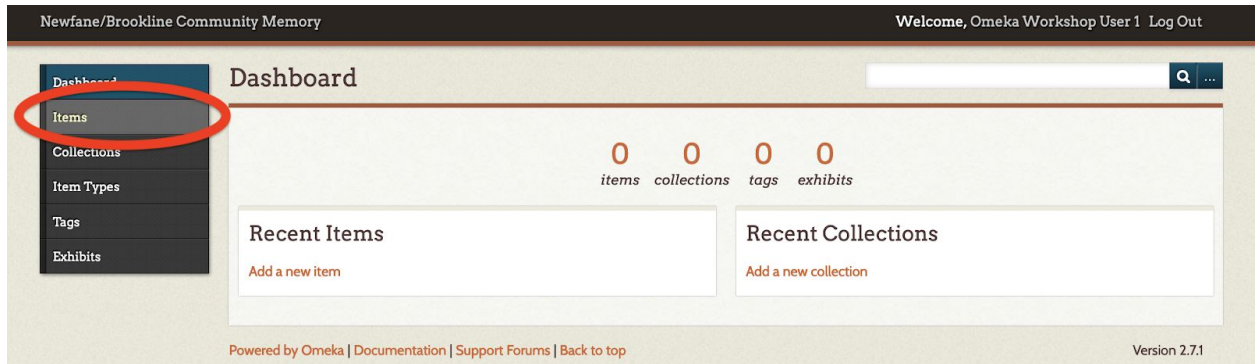 Newfane/Brookline Community Memory
Welcome, Omeka Workshop User 1 Log Out
Dashboard
Items
Collections
Item Types
Tags
Exhibits
Dashboard
...
0 0 0 0
items collections tags exhibits
Recent Items
Add a new item
Recent Collections
Add a new collection
Powered by Omeka | Documentation | Support Forums | Back to top
Version 2.7.1